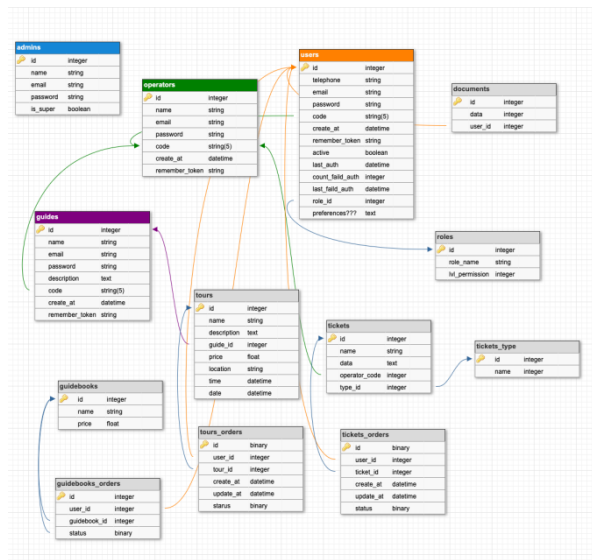 admins
id integer
name string
email string
password string
is_super boolean
operators
id integer
name string
email string
password string
code string(5)
create_at datetime
remember_token string
users
id integer
telephone string
email string
password string
code string(5)
create_at datetime
remember_token string
active boolean
last_auth datetime
count_faild_auth integer
last_faild_auth datetime
role_id integer
preferences??? text
documents
id integer
data integer
user_id integer
guides
id integer
name string
email string
password string
description text
code string(5)
create_at datetime
remember_token string
roles
id integer
role_name string
lvl_permission integer
tours
id integer
name string
description text
guide_id integer
price float
location string
time datetime
date datetime
tickets
id integer
name string
data text
operator_code integer
type_id integer
tickets_type
id integer
name integer
guidebooks
id integer
name string
price float
tours_orders
id binary
user_id integer
tour_id integer
create_at datetime
update_at datetime
starus binary
tickets_orders
id binary
user_id integer
ticket_id integer
create_at datetime
update_at datetime
status binary
guidebooks_orders
id integer
user_id integer
guidebook_id integer
status binary